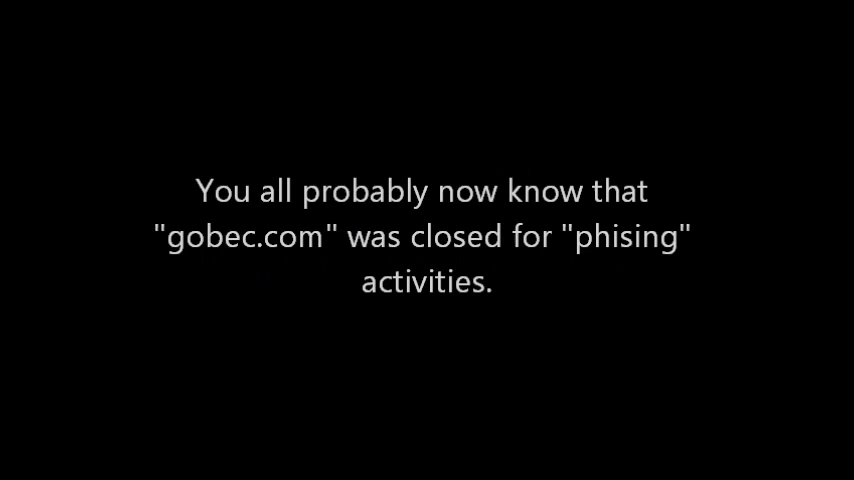 You all probably now know that
"gobec.com" was closed for "phising"
activities.